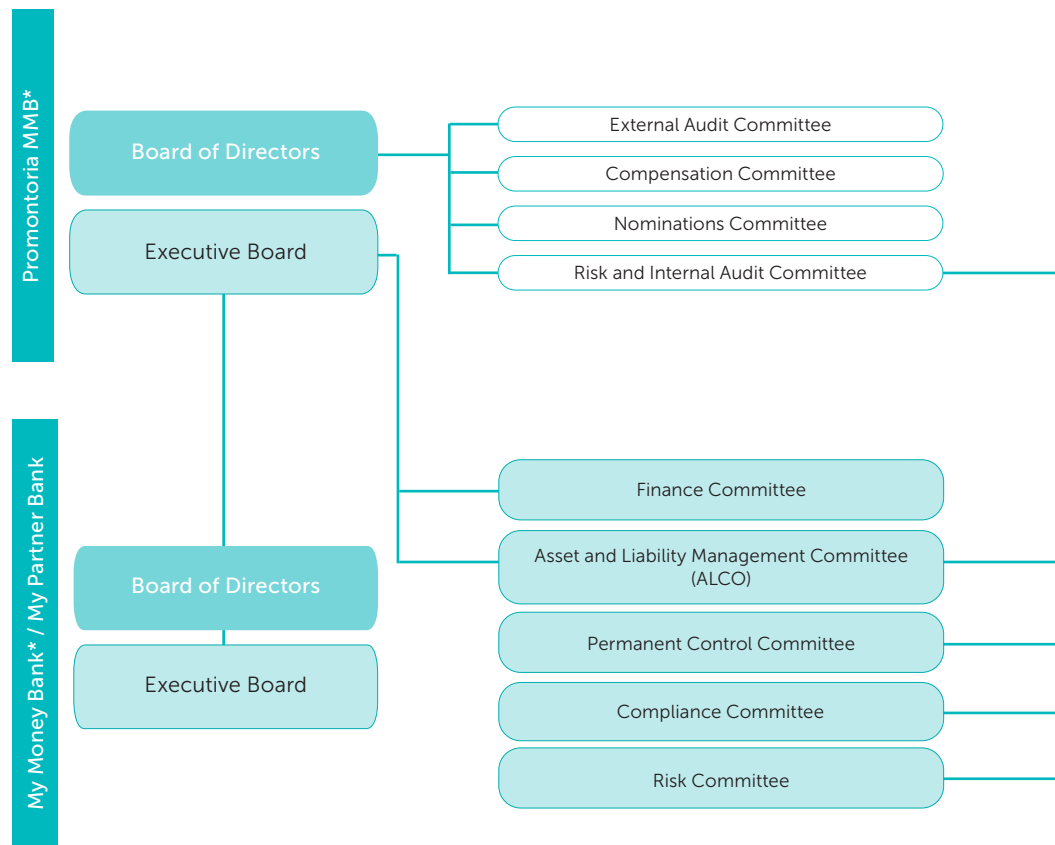 Promontoria MMB*
Board of Directors
Executive Board
External Audit Committee
Compensation Committee
Nominations Committee
Risk and Internal Audit Committee
My Money Bank* / My Partner Bank
Board of Directors
Executive Board
Finance Committee
Asset and Liability Management Committee
(ALCO)
Permanent Control Committee
Compliance Committee
Risk Committee